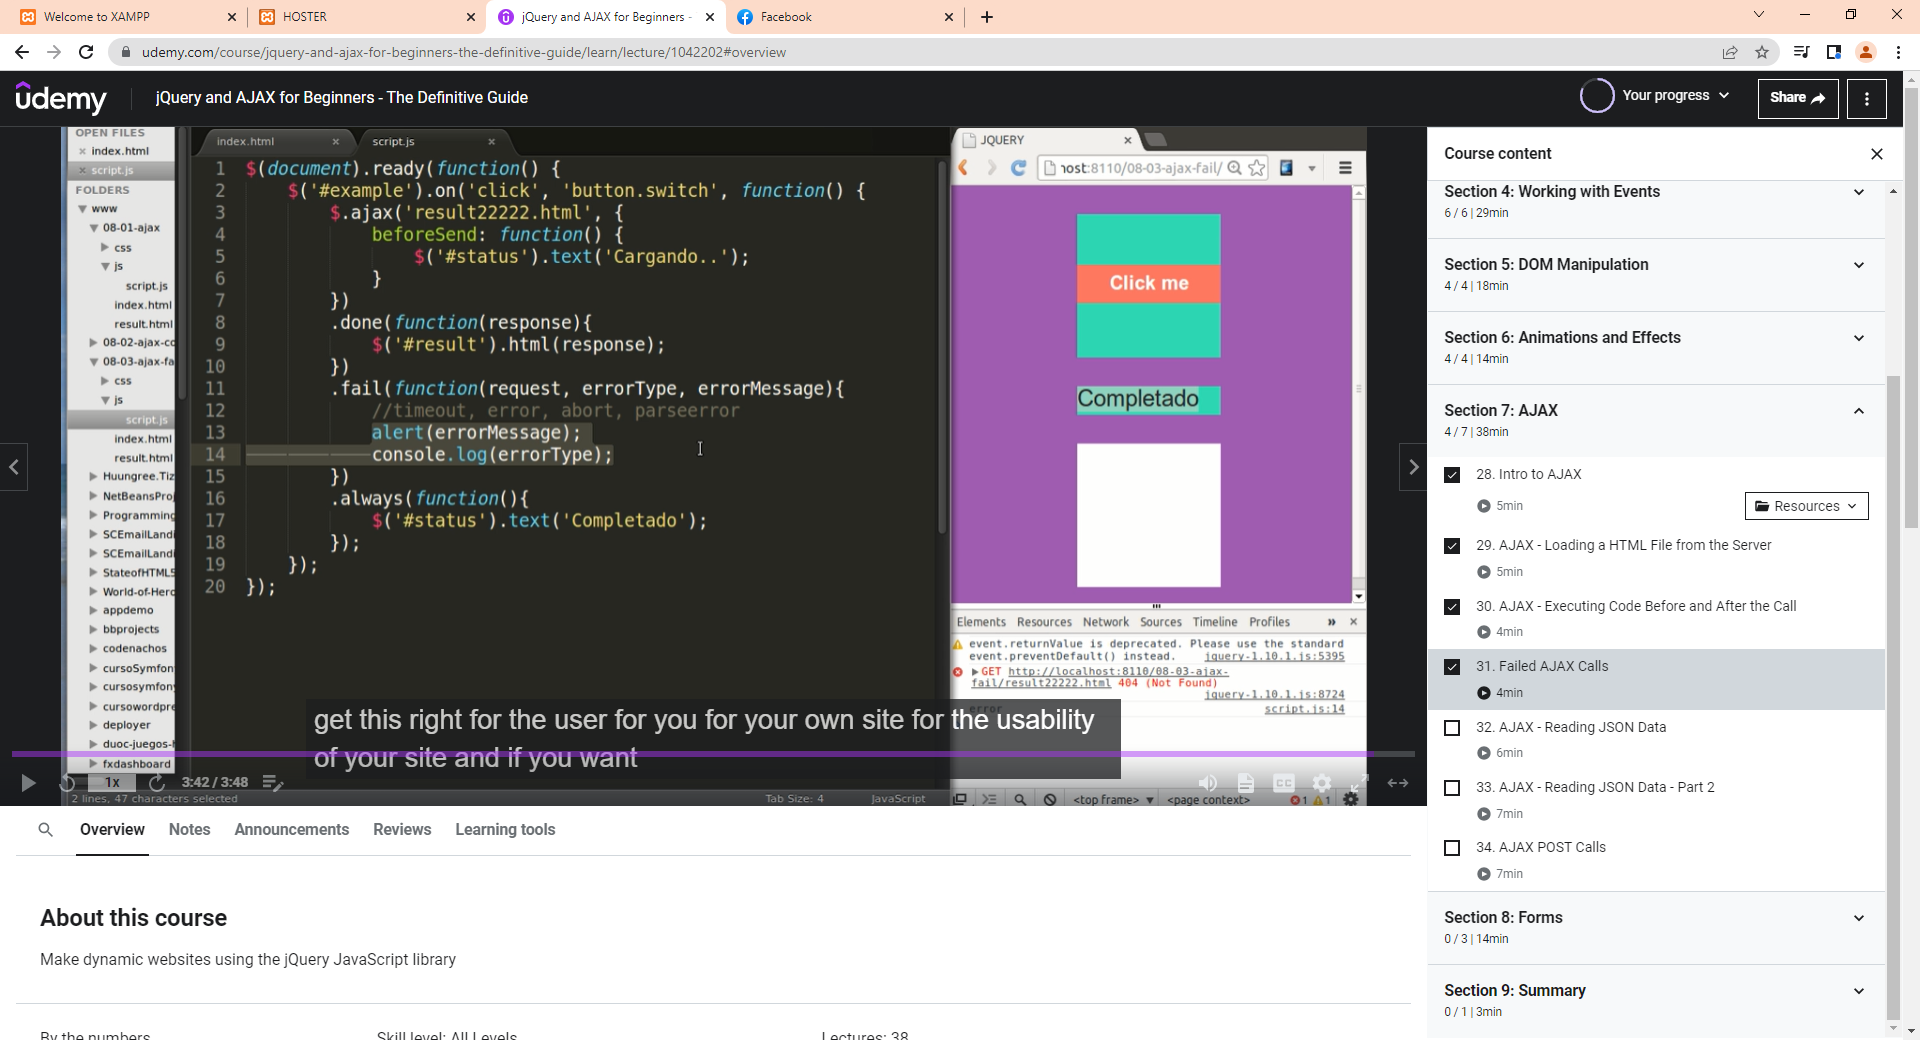 Welcome to XAMPP
HOSTER
jQuery and AJAX for Beginners -
Facebook
udemy.com/course/jquery-and-ajax-for-beginners-the-definitive-guide/learn/lecture/1042202#overview
udemy
jQuery and AJAX for Beginners - The Definitive Guide
Your progress
Share
OPEN FILES
index.html
script.js
FOLDERS
www
08-01-ajax
css
js
script.js
index.html
result.html
08-02-ajax-cc
08-03-ajax-fa
css
js
script.js
index.html
result.html
Huungree.Tiz
NetBeansProj
Programming
SCEmailLandi
SCEmailLandi
StateofHTML5
World-of-Herc
appdemo
bbprojects
codenachos
cursoSymfon
cursosymfony
cursowordpre
deployer
duoc-juegos-h
fxdashboard
index.html
script.js
1 $(document).ready(function() {
2 $('#example').on('click', 'button.switch', function() {
3 $.ajax('result22222.html', {
4 beforeSend: function() {
5 $('#status').text('Cargando..');
6 }
7 })
8 .done(function(response){
9 $('#result').html(response);
10 })
11 .fail(function(request, errorType, errorMessage){
12 //timeout, error, abort, parseerror
13 alert(errorMessage);
14 console.log(errorType);
15 })
16 .always(function(){
17 $('#status').text('Completado');
18 });
19 });
20 });
JQUERY
host:8110/08-03-ajax-fail/
Click me
Completado
Elements Resources Network Sources Timeline Profiles »
event.returnValue is deprecated. Please use the standard
event.preventDefault() instead. jquery-1.10.1.js:5395
GET http://localhost:8110/08-03-ajax-
fail/result22222.html 404 (Not Found)
jquery-1.10.1.js:8724
error script.js:14
get this right for the user for you for your own site for the usability
of your site and if you want
1x
3:42 / 3:48
CC
2 lines, 47 characters selected
Tab Size: 4
JavaScript
<top frame>
<page context>
1
1
Course content
Section 4: Working with Events
6 / 6 | 29min
Section 5: DOM Manipulation
4 / 4 | 18min
Section 6: Animations and Effects
4 / 4 | 14min
Section 7: AJAX
4 / 7 | 38min
28. Intro to AJAX
5min
Resources
29. AJAX - Loading a HTML File from the Server
5min
30. AJAX - Executing Code Before and After the Call
4min
31. Failed AJAX Calls
4min
32. AJAX - Reading JSON Data
6min
33. AJAX - Reading JSON Data - Part 2
7min
34. AJAX POST Calls
7min
Section 8: Forms
0 / 3 | 14min
Section 9: Summary
0 / 1 | 3min
Overview
Notes
Announcements
Reviews
Learning tools
About this course
Make dynamic websites using the jQuery JavaScript library
By the numbers
Skill level: All Levels
Lectures: 38